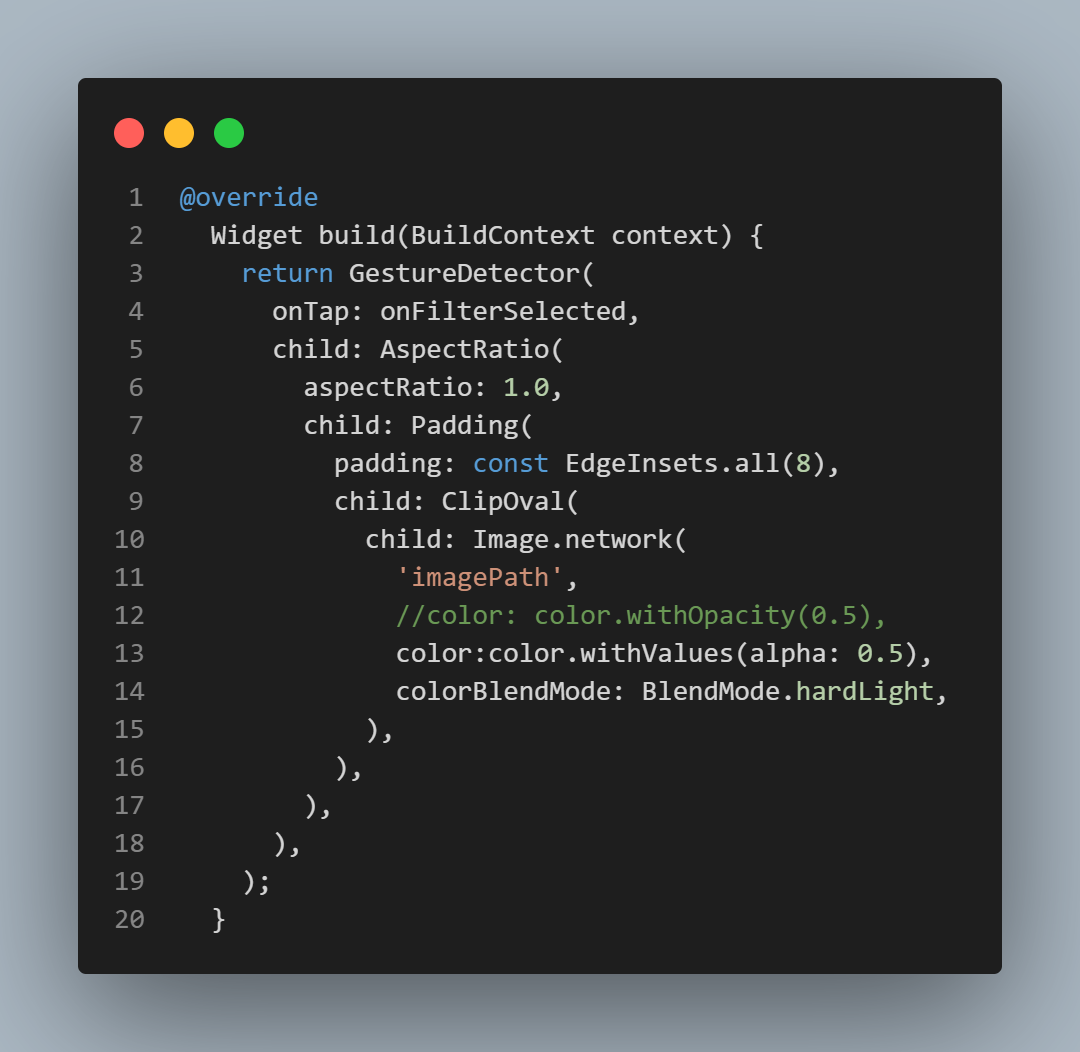 1 @override
2   Widget build(BuildContext context) {
3     return GestureDetector(
4       onTap: onFilterSelected,
5       child: AspectRatio(
6         aspectRatio: 1.0,
7         child: Padding(
8           padding: const EdgeInsets.all(8),
9           child: ClipOval(
10             child: Image.network(
11               'imagePath',
12               //color: color.withOpacity(0.5),
13               color:color.withValues(alpha: 0.5),
14               colorBlendMode: BlendMode.hardLight,
15             ),
16           ),
17         ),
18       ),
19     );
20   }